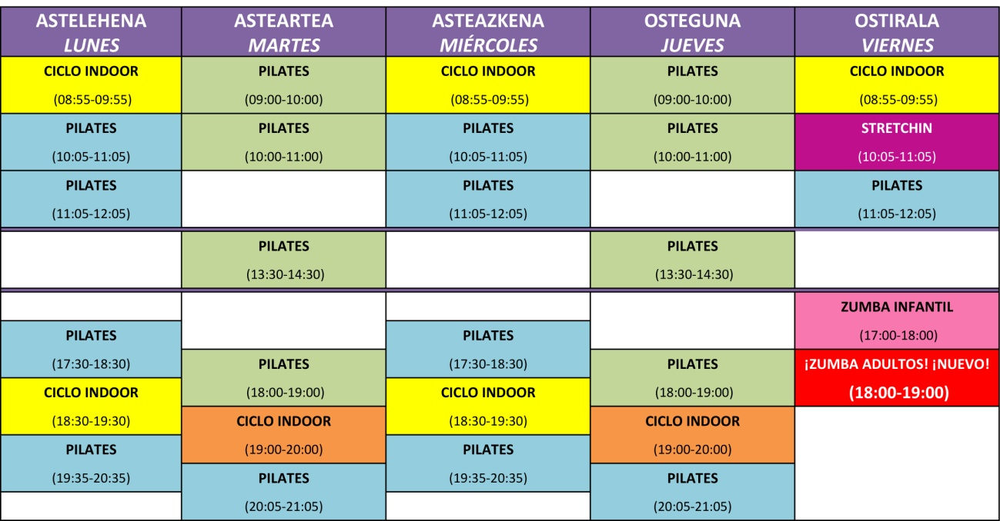 ASTELEHENA
LUNES
ASTEARTEA
MARTES
ASTEAZKENA
MIÉRCOLES
OSTEGUNA
JUEVES
OSTIRALA
VIERNES
CICLO INDOOR
(08:55-09:55)
PILATES
(09:00-10:00)
CICLO INDOOR
(08:55-09:55)
PILATES
(09:00-10:00)
CICLO INDOOR
(08:55-09:55)
PILATES
(10:05-11:05)
PILATES
(10:00-11:00)
PILATES
(10:05-11:05)
PILATES
(10:00-11:00)
STRETCHIN
(10:05-11:05)
PILATES
(11:05-12:05)
PILATES
(11:05-12:05)
PILATES
(11:05-12:05)
PILATES
(13:30-14:30)
PILATES
(13:30-14:30)
ZUMBA INFANTIL
(17:00-18:00)
PILATES
(17:30-18:30)
PILATES
(17:30-18:30)
PILATES
(18:00-19:00)
PILATES
(18:00-19:00)
¡ZUMBA ADULTOS! ¡NUEVO!
(18:00-19:00)
CICLO INDOOR
(18:30-19:30)
CICLO INDOOR
(18:30-19:30)
CICLO INDOOR
(19:00-20:00)
CICLO INDOOR
(19:00-20:00)
PILATES
(19:35-20:35)
PILATES
(19:35-20:35)
PILATES
(20:05-21:05)
PILATES
(20:05-21:05)